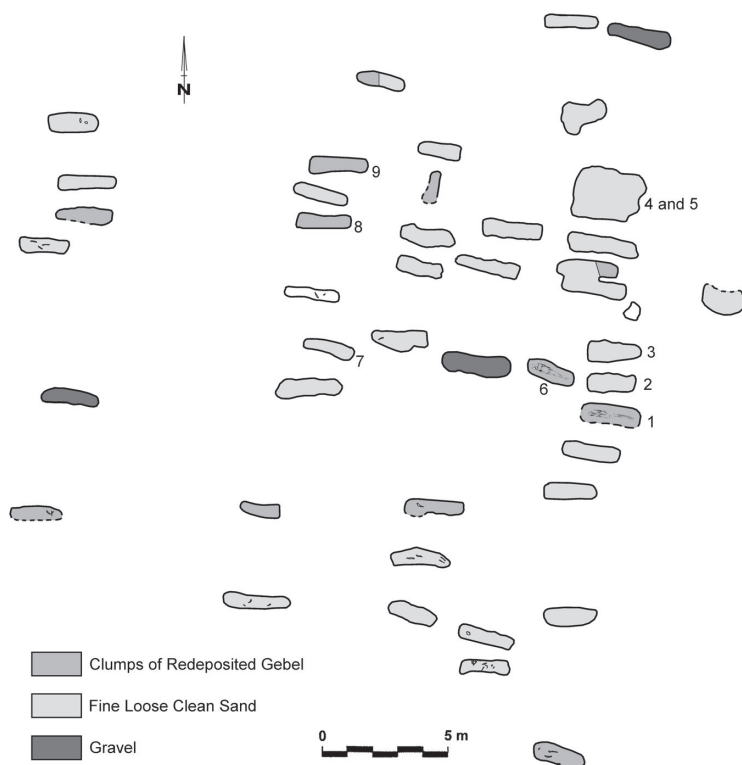 N
9
4 and 5
8
3
7
2
6
1
Clumps of Redeposited Gebel
Fine Loose Clean Sand
0 5 m
Gravel